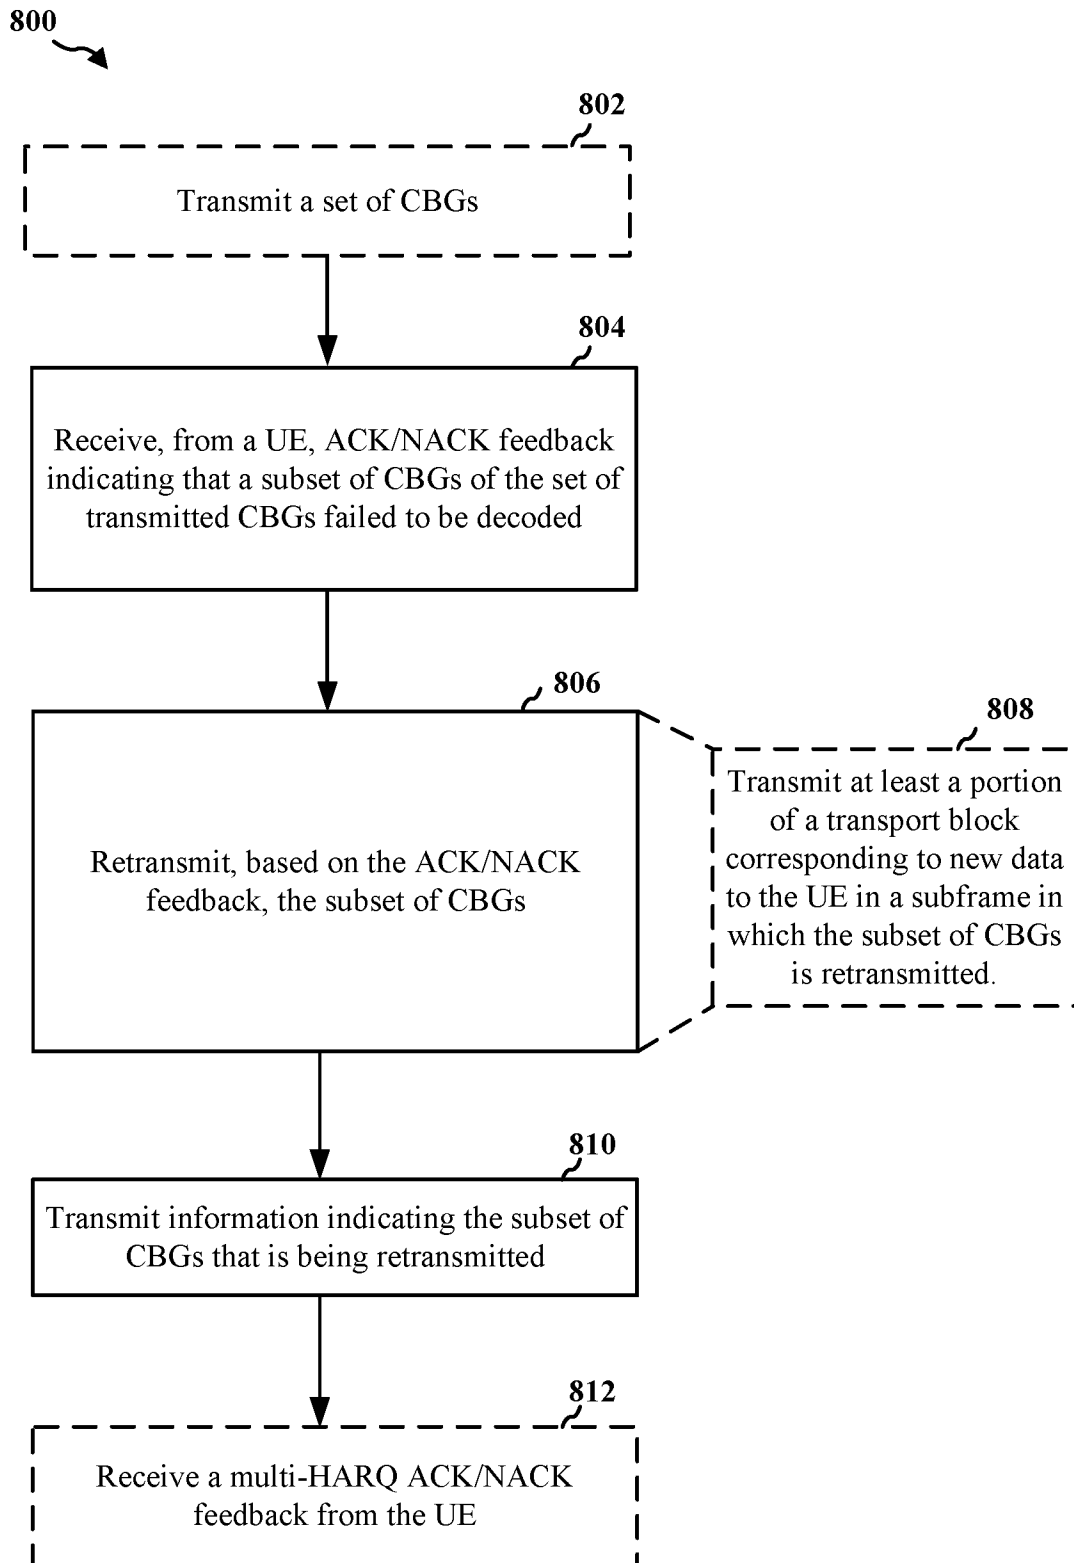 800
802
Transmit a set of CBGs
804
Receive, from a UE, ACK/NACK feedback
indicating that a subset of CBGs of the set of
transmitted CBGs failed to be decoded
806
Retransmit, based on the ACK/NACK
feedback, the subset of CBGs
808
Transmit at least a portion
of a transport block
corresponding to new data
to the UE in a subframe in
which the subset of CBGs
is retransmitted.
810
Transmit information indicating the subset of
CBGs that is being retransmitted
812
Receive a multi-HARQ ACK/NACK
feedback from the UE